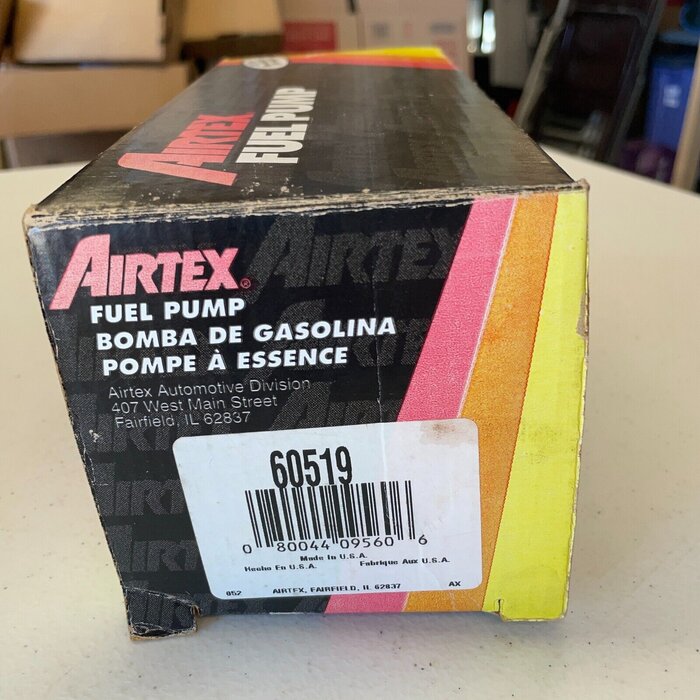 AIRTEX
FUEL PUMP
AIRTEX®
FUEL PUMP
BOMBA DE GASOLINA
POMPE À ESSENCE
Airtex Automotive Division
407 West Main Street
Fairfield, IL 62837
60519
0 80044 09560 6
Made In U.S.A.
Hecho En U.S.A. Fabrique Aux U.S.A.
052 AIRTEX, FAIRFIELD, IL 62837 AX